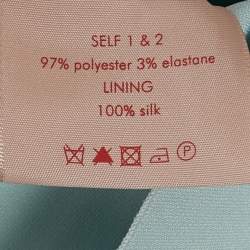 SELF 1 & 2
97% polyester 3% elastane
LINING
100% silk
P